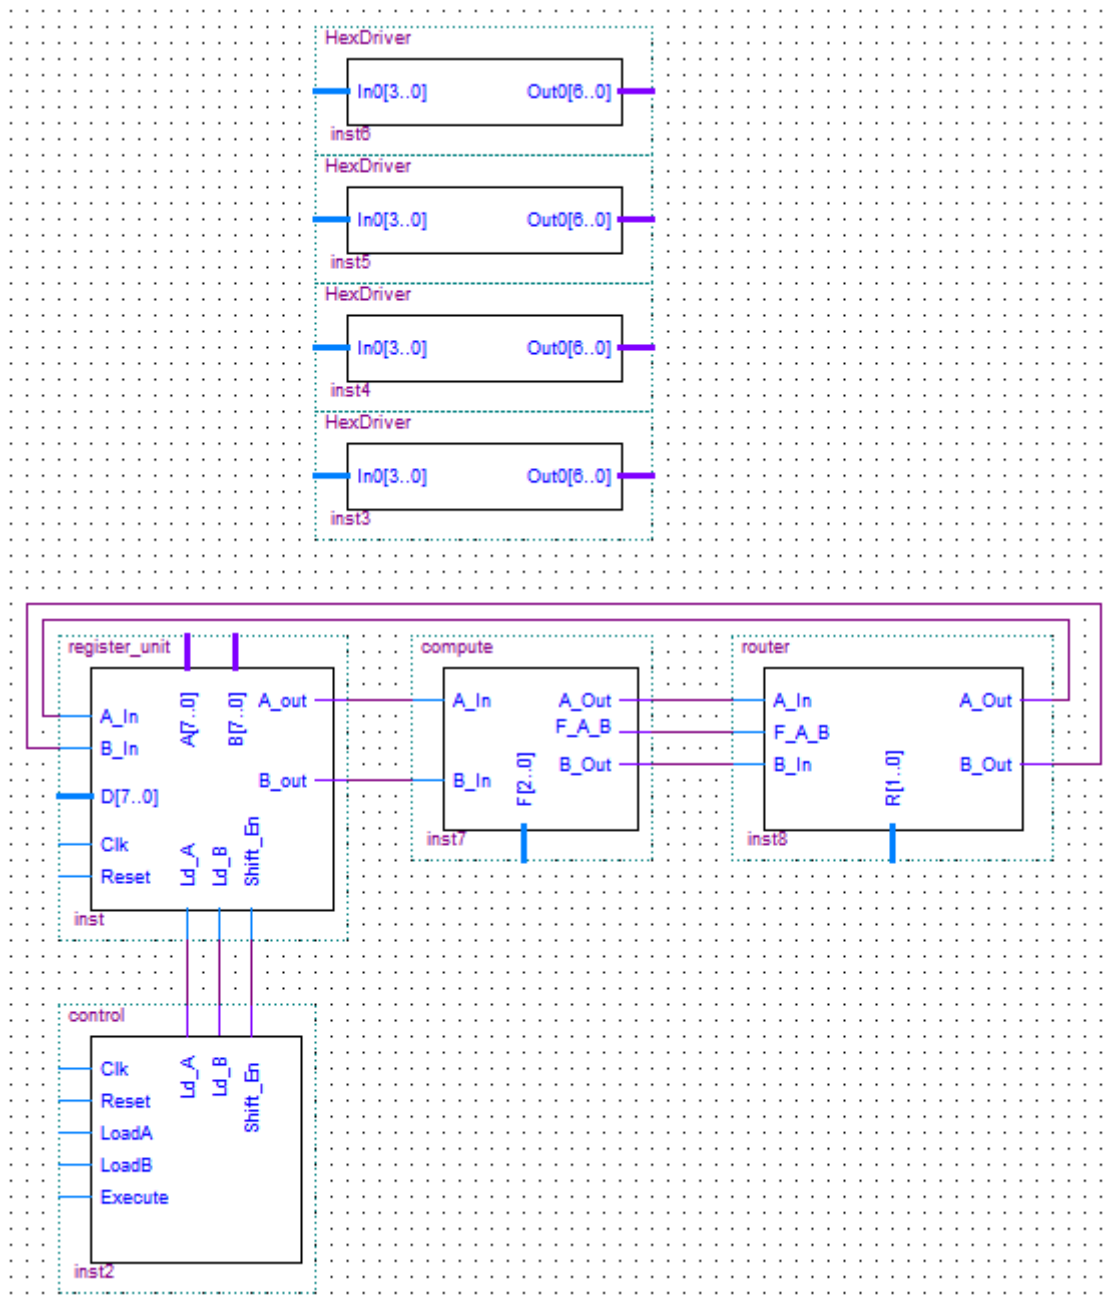 HexDriver
In0[3..0] Out0[6..0]
inst6
HexDriver
In0[3..0] Out0[6..0]
inst5
HexDriver
In0[3..0] Out0[6..0]
inst4
HexDriver
In0[3..0] Out0[6..0]
inst3
register_unit
A_In
B_In
D[7..0]
Clk
Reset
A[7..0]
B[7..0]
A_out
B_out
Ld_A
Ld_B
Shift_En
inst
compute
A_In
B_In
A_Out
F_A_B
B_Out
F[2..0]
inst7
router
A_In
F_A_B
B_In
A_Out
B_Out
R[1..0]
inst8
control
Clk
Reset
LoadA
LoadB
Execute
Ld_A
Ld_B
Shift_En
inst2